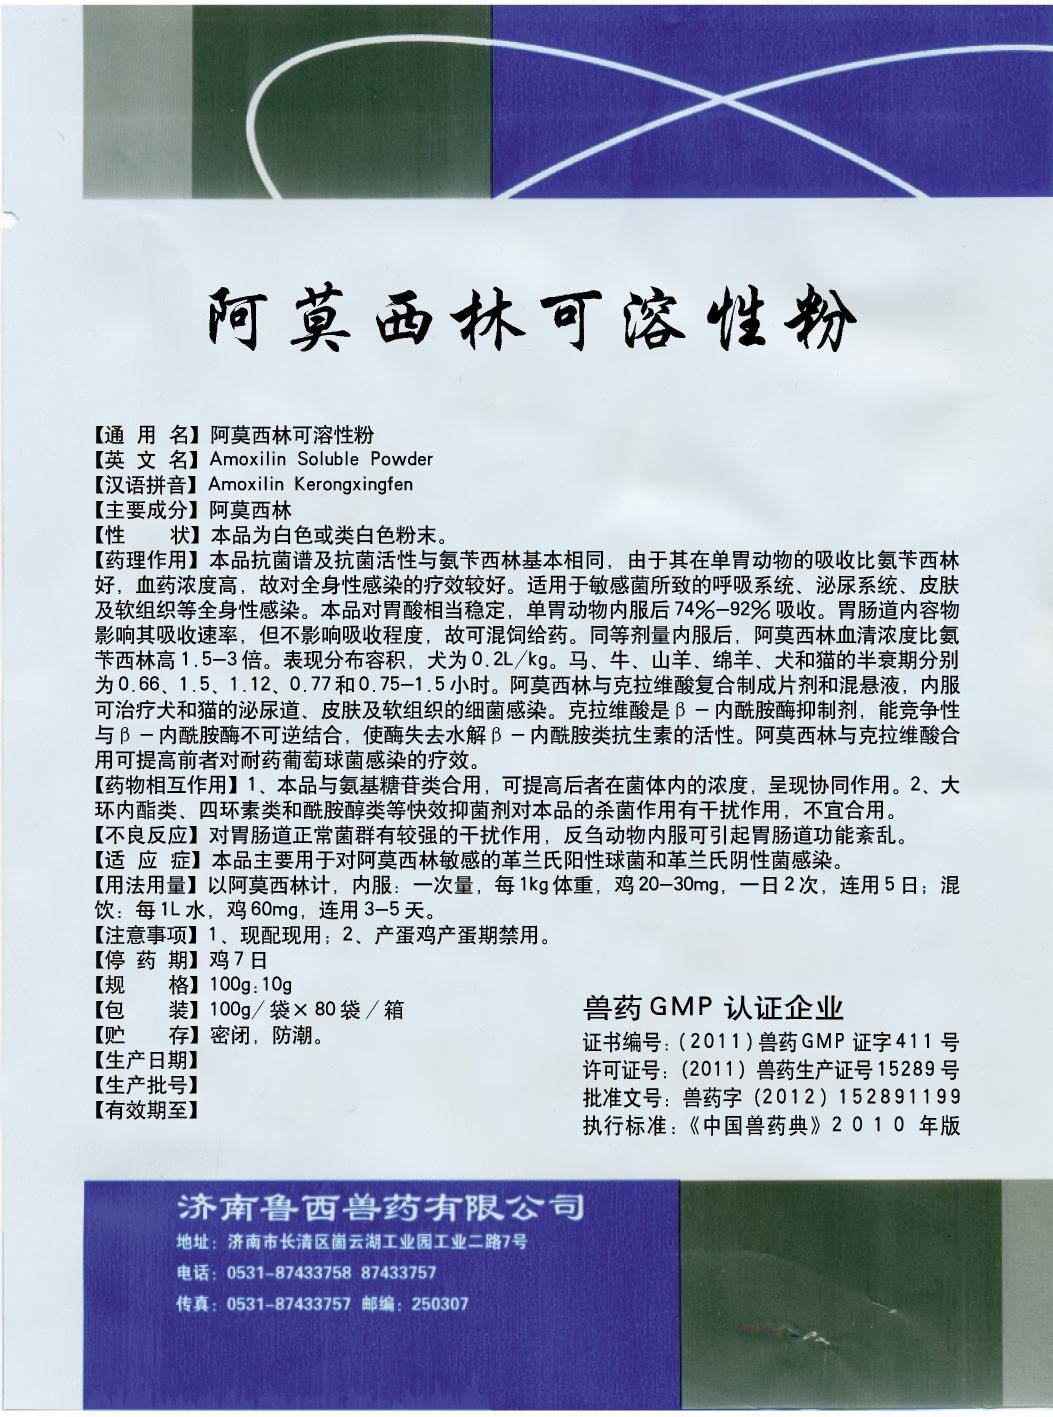 阿莫西林可溶性粉
【通用名】阿莫西林可溶性粉
【英文名】Amoxilin Soluble Powder
【汉语拼音】Amoxilin Kerongxingfen
【主要成分】阿莫西林
【性状】本品为白色或类白色粉末。
【药理作用】本品抗菌谱及抗菌活性与氨苄西林基本相同，由于其在单胃动物的吸收比氨苄西林
好，血药浓度高，故对全身性感染的疗效较好。适用于敏感菌所致的呼吸系统、泌尿系统、皮肤
及软组织等全身性感染。本品对胃酸相当稳定，单胃动物内服后74%-92%吸收。胃肠道内容物
影响其吸收速率，但不影响吸收程度，故可混饲给药。同等剂量内服后，阿莫西林血清浓度比氨
苄西林高1.5-3倍。表现分布容积，犬为0.2L/kg。马、牛、山羊、绵羊、犬和猫的半衰期分别
为0.66、1.5、1.12、0.77和0.75-1.5小时。阿莫西林与克拉维酸复合制成片剂和混悬液，内服
可治疗犬和猫的泌尿道、皮肤及软组织的细菌感染。克拉维酸是β-内酰胺酶抑制剂，能竞争性
与β-内酰胺酶不可逆结合，使酶失去水解β-内酰胺类抗生素的活性。阿莫西林与克拉维酸合
用可提高前者对耐药葡萄球菌感染的疗效。
【药物相互作用】1、本品与氨基糖苷类合用，可提高后者在菌体内的浓度，呈现协同作用。2、大
环内酯类、四环素类和酰胺醇类等快效抑菌剂对本品的杀菌作用有干扰作用，不宜合用。
【不良反应】对胃肠道正常菌群有较强的干扰作用，反刍动物内服可引起胃肠道功能紊乱。
【适应症】本品主要用于对阿莫西林敏感的革兰氏阳性球菌和革兰氏阴性菌感染。
【用法用量】以阿莫西林计，内服：一次量，每1kg体重，鸡20-30mg，一日2次，连用5日；混
饮：每1L水，鸡60mg，连用3-5天。
【注意事项】1、现配现用；2、产蛋鸡产蛋期禁用。
【停药期】鸡7日
【规格】100g:10g
【包装】100g/袋×80袋/箱
【贮存】密闭，防潮。
【生产日期】
【生产批号】
【有效期至】
兽药GMP认证企业
证书编号：(2011)兽药GMP证字411号
许可证号：(2011)兽药生产证号15289号
批准文号：兽药字(2012)152891199
执行标准：《中国兽药典》2010年版
济南鲁西兽药有限公司
地址：济南市长清区崮云湖工业园工业二路7号
电话：0531-87433758 87433757
传真：0531-87433757 邮编：250307